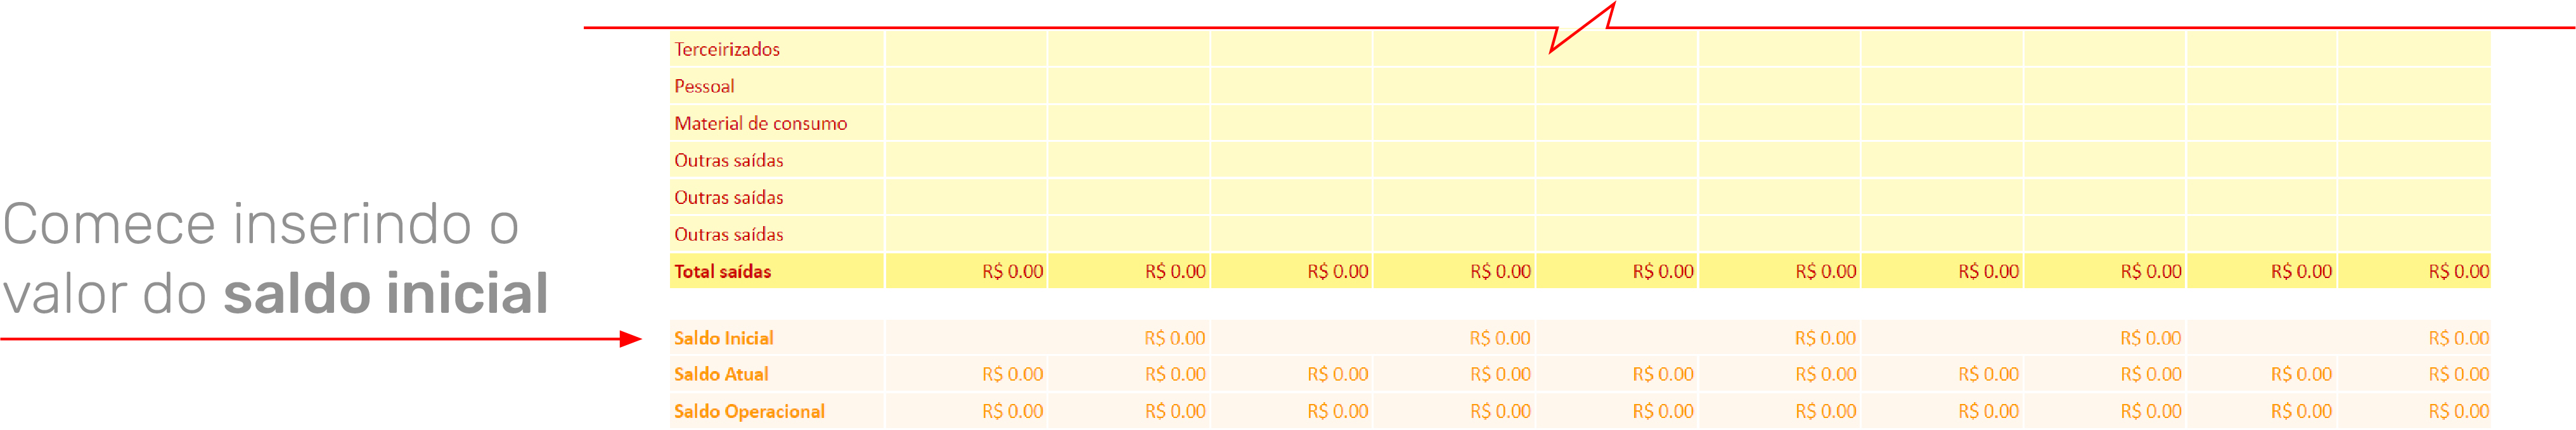 Terceirizados
Pessoal
Material de consumo
Outras saídas
Outras saídas
Outras saídas
Total saídas R$ 0.00 R$ 0.00 R$ 0.00 R$ 0.00 R$ 0.00 R$ 0.00 R$ 0.00 R$ 0.00 R$ 0.00 R$ 0.00
Comece inserindo o
valor do saldo inicial
Saldo Inicial R$ 0.00 R$ 0.00 R$ 0.00 R$ 0.00 R$ 0.00
Saldo Atual R$ 0.00 R$ 0.00 R$ 0.00 R$ 0.00 R$ 0.00 R$ 0.00 R$ 0.00 R$ 0.00 R$ 0.00 R$ 0.00
Saldo Operacional R$ 0.00 R$ 0.00 R$ 0.00 R$ 0.00 R$ 0.00 R$ 0.00 R$ 0.00 R$ 0.00 R$ 0.00 R$ 0.00